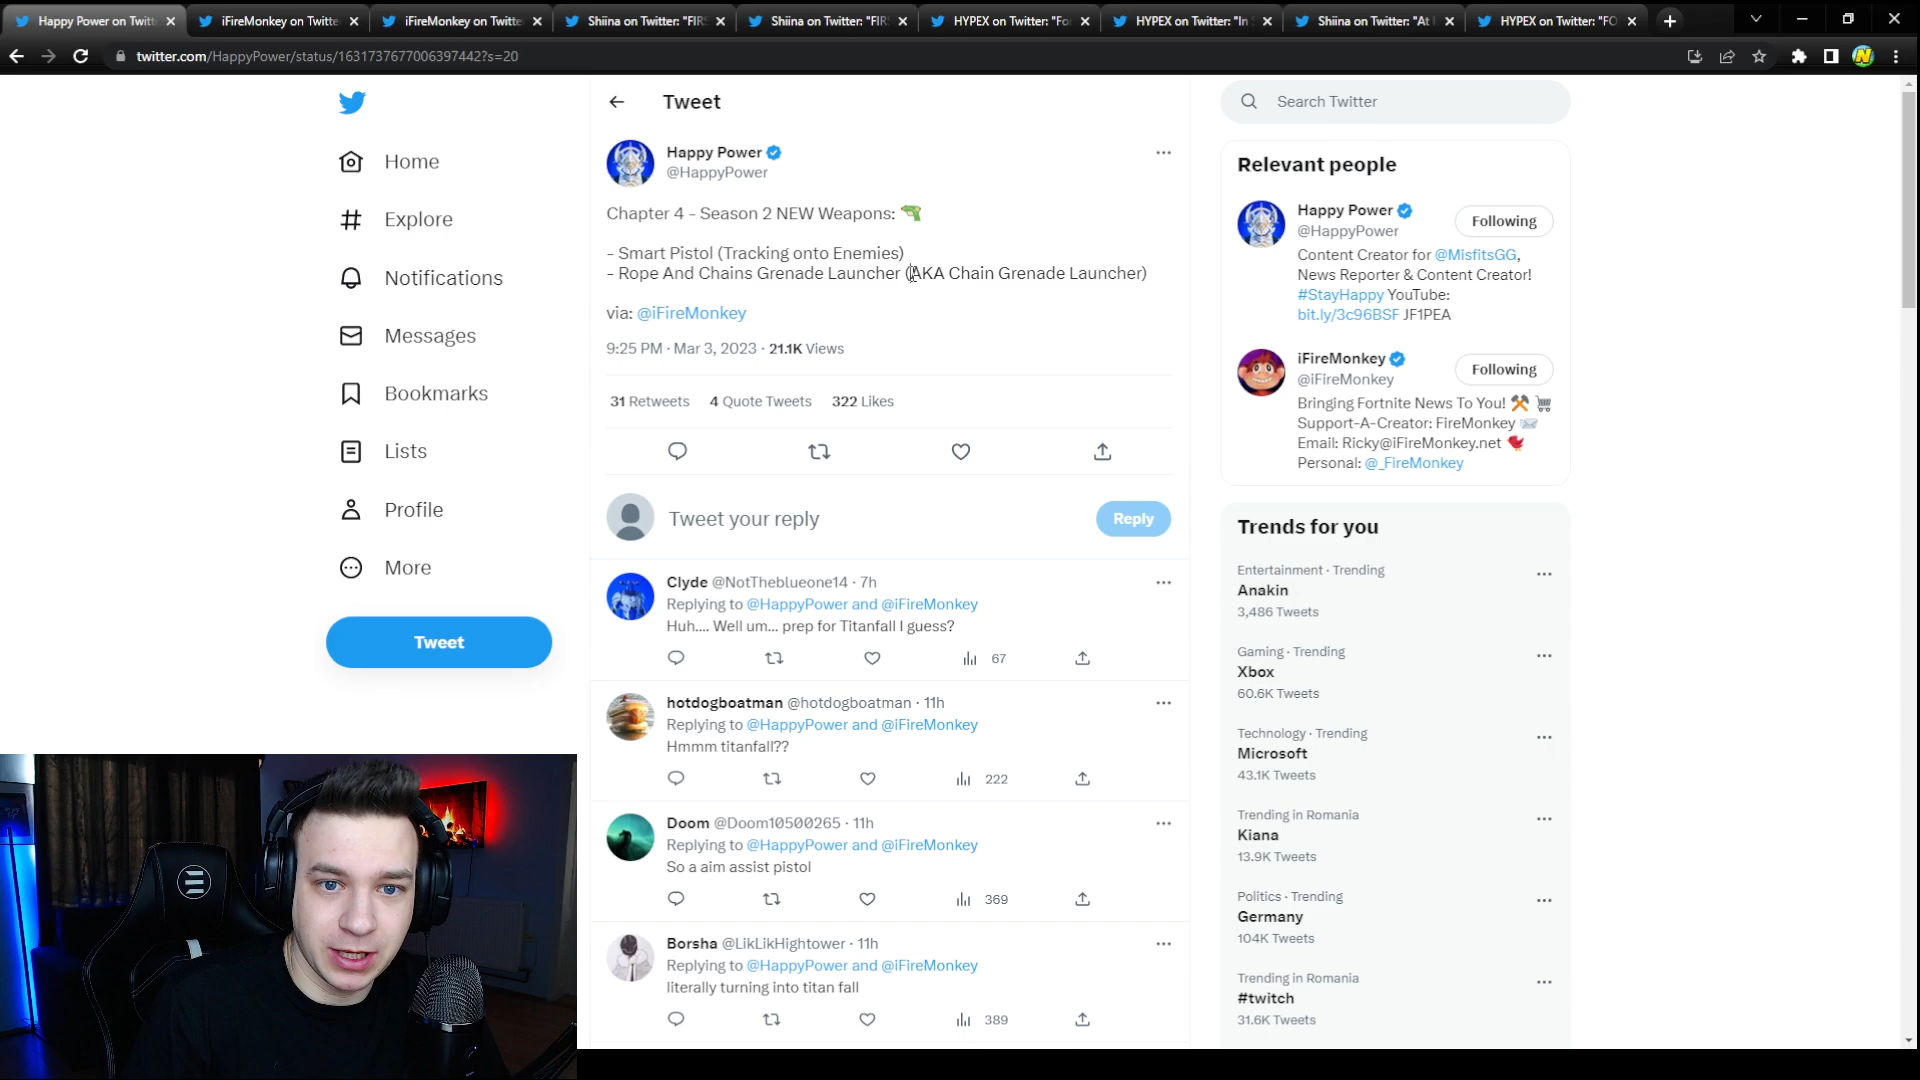 Happy Power on Twitt
iFireMonkey on Twitte
iFireMonkey on Twitte
Shiina on Twitter: "FIRS
Shiina on Twitter: "FIRS
HYPEX on Twitter: "Fo
HYPEX on Twitter: "In
Shiina on Twitter: "At
HYPEX on Twitter: "FO
twitter.com/HappyPower/status/1631737677006397442?s=20
Home
Explore
Notifications
Messages
Bookmarks
Lists
Profile
More
Tweet
Tweet
Happy Power
@HappyPower
Chapter 4 - Season 2 NEW Weapons:
- Smart Pistol (Tracking onto Enemies)
- Rope And Chains Grenade Launcher (AKA Chain Grenade Launcher)
via: @iFireMonkey
9:25 PM · Mar 3, 2023 · 21.1K Views
31 Retweets 4 Quote Tweets 322 Likes
Tweet your reply
Reply
Clyde @NotTheblueone14 · 7h
Replying to @HappyPower and @iFireMonkey
Huh.... Well um... prep for Titanfall I guess?
67
hotdogboatman @hotdogboatman · 11h
Replying to @HappyPower and @iFireMonkey
Hmmm titanfall??
222
Doom @Doom10500265 · 11h
Replying to @HappyPower and @iFireMonkey
So a aim assist pistol
369
Borsha @LikLikHightower · 11h
Replying to @HappyPower and @iFireMonkey
literally turning into titan fall
389
Search Twitter
Relevant people
Happy Power
@HappyPower
Following
Content Creator for @MisfitsGG,
News Reporter & Content Creator!
#StayHappy YouTube:
bit.ly/3c96BSF JF1PEA
iFireMonkey
@iFireMonkey
Following
Bringing Fortnite News To You!
Support-A-Creator: FireMonkey
Email: Ricky@iFireMonkey.net
Personal: @_FireMonkey
Trends for you
Entertainment · Trending
Anakin
3,486 Tweets
Gaming · Trending
Xbox
60.6K Tweets
Technology · Trending
Microsoft
43.1K Tweets
Trending in Romania
Kiana
13.9K Tweets
Politics · Trending
Germany
104K Tweets
Trending in Romania
#twitch
31.6K Tweets